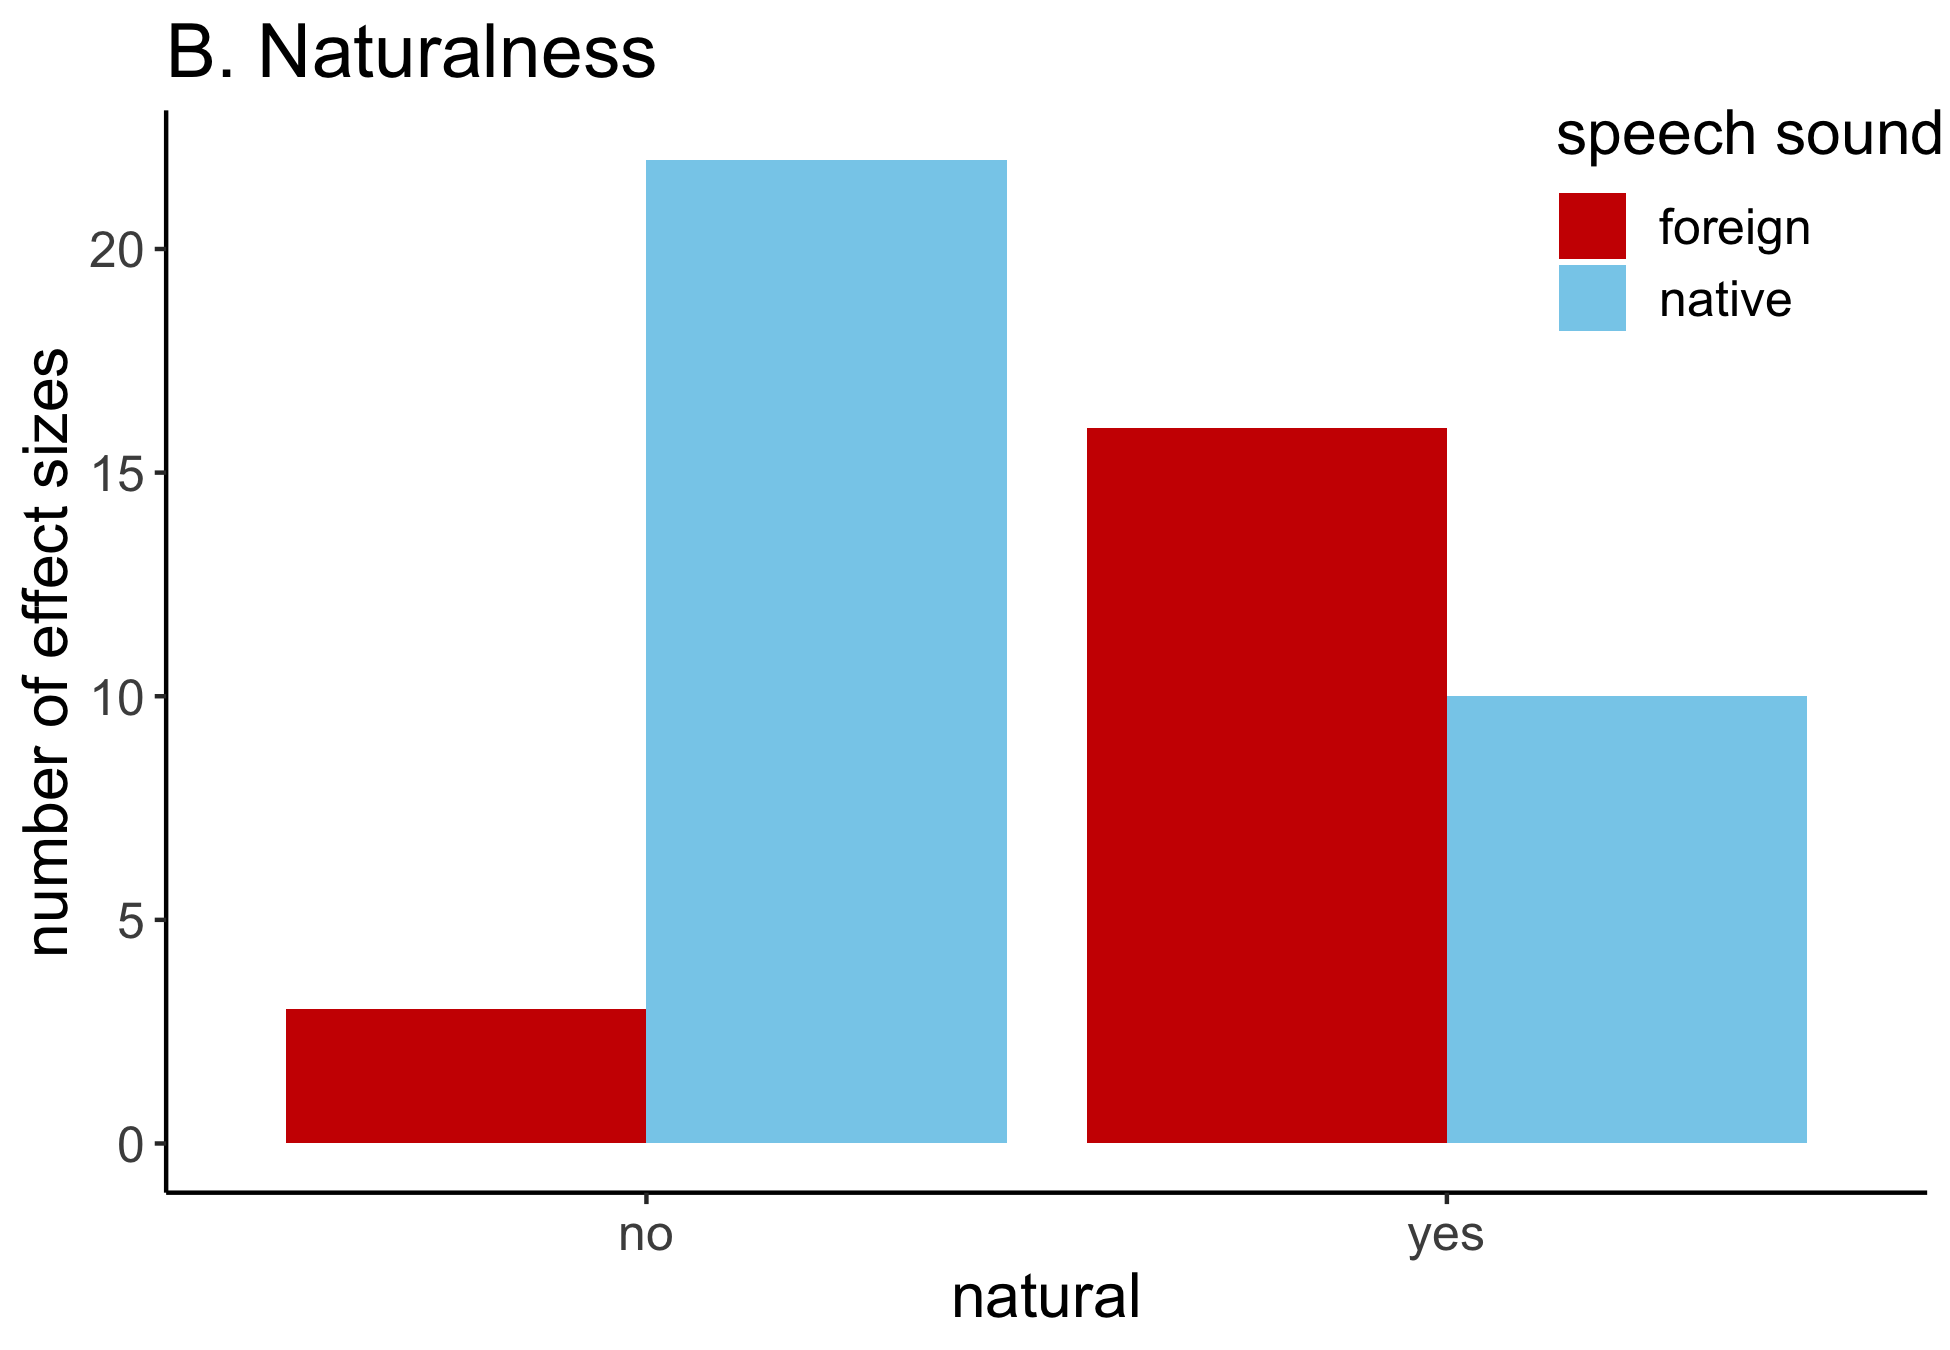 B. Naturalness
speech sound
foreign
native
number of effect sizes
20
15
10
5
0
no
yes
natural